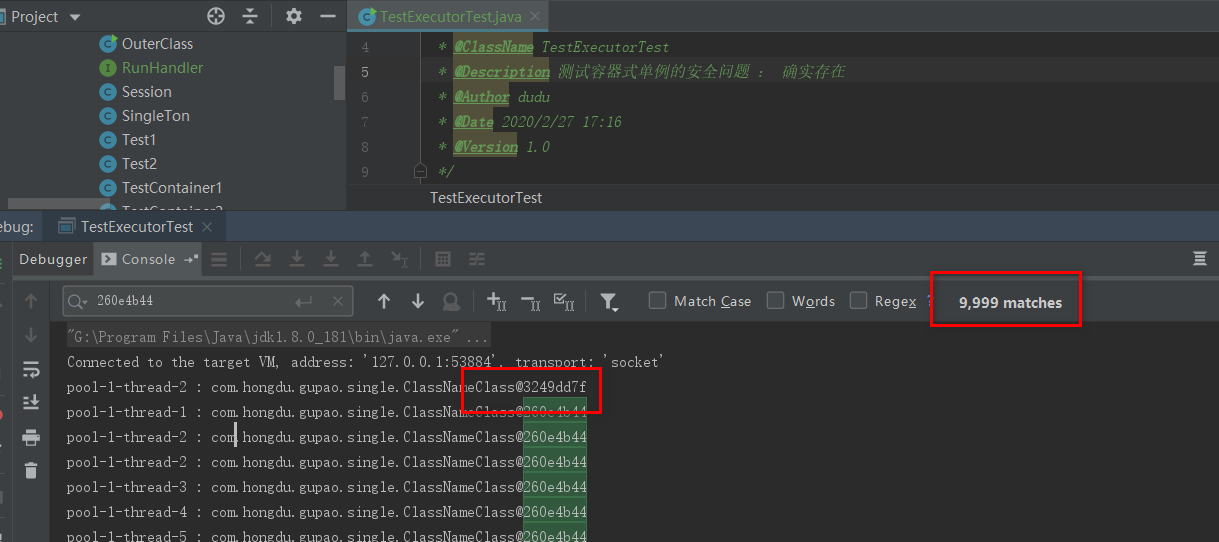 Project
OuterClass
RunHandler
Session
SingleTon
Test1
Test2
TestContainer1
TestExecutorTest.java
4 * @ClassName TestExecutorTest
5 * @Description 测试容器式单例的安全问题 : 确实存在
6 * @Author dudu
7 * @Date 2020/2/27 17:16
8 * @Version 1.0
9 */
TestExecutorTest
ebug: TestExecutorTest
Debugger Console
260e4b44 Match Case Words Regex ? 9,999 matches
"G:\Program Files\Java\jdk1.8.0_181\bin\java.exe" ...
Connected to the target VM, address: '127.0.0.1:53884', transport: 'socket'
pool-1-thread-2 : com.hongdu.gupao.single.ClassNameClass@3249dd7f
pool-1-thread-1 : com.hongdu.gupao.single.ClassNameClass@260e4b44
pool-1-thread-2 : com.hongdu.gupao.single.ClassNameClass@260e4b44
pool-1-thread-2 : com.hongdu.gupao.single.ClassNameClass@260e4b44
pool-1-thread-3 : com.hongdu.gupao.single.ClassNameClass@260e4b44
pool-1-thread-4 : com.hongdu.gupao.single.ClassNameClass@260e4b44
pool-1-thread-5 : com.hongdu.gupao.single.ClassNameClass@260e4b44